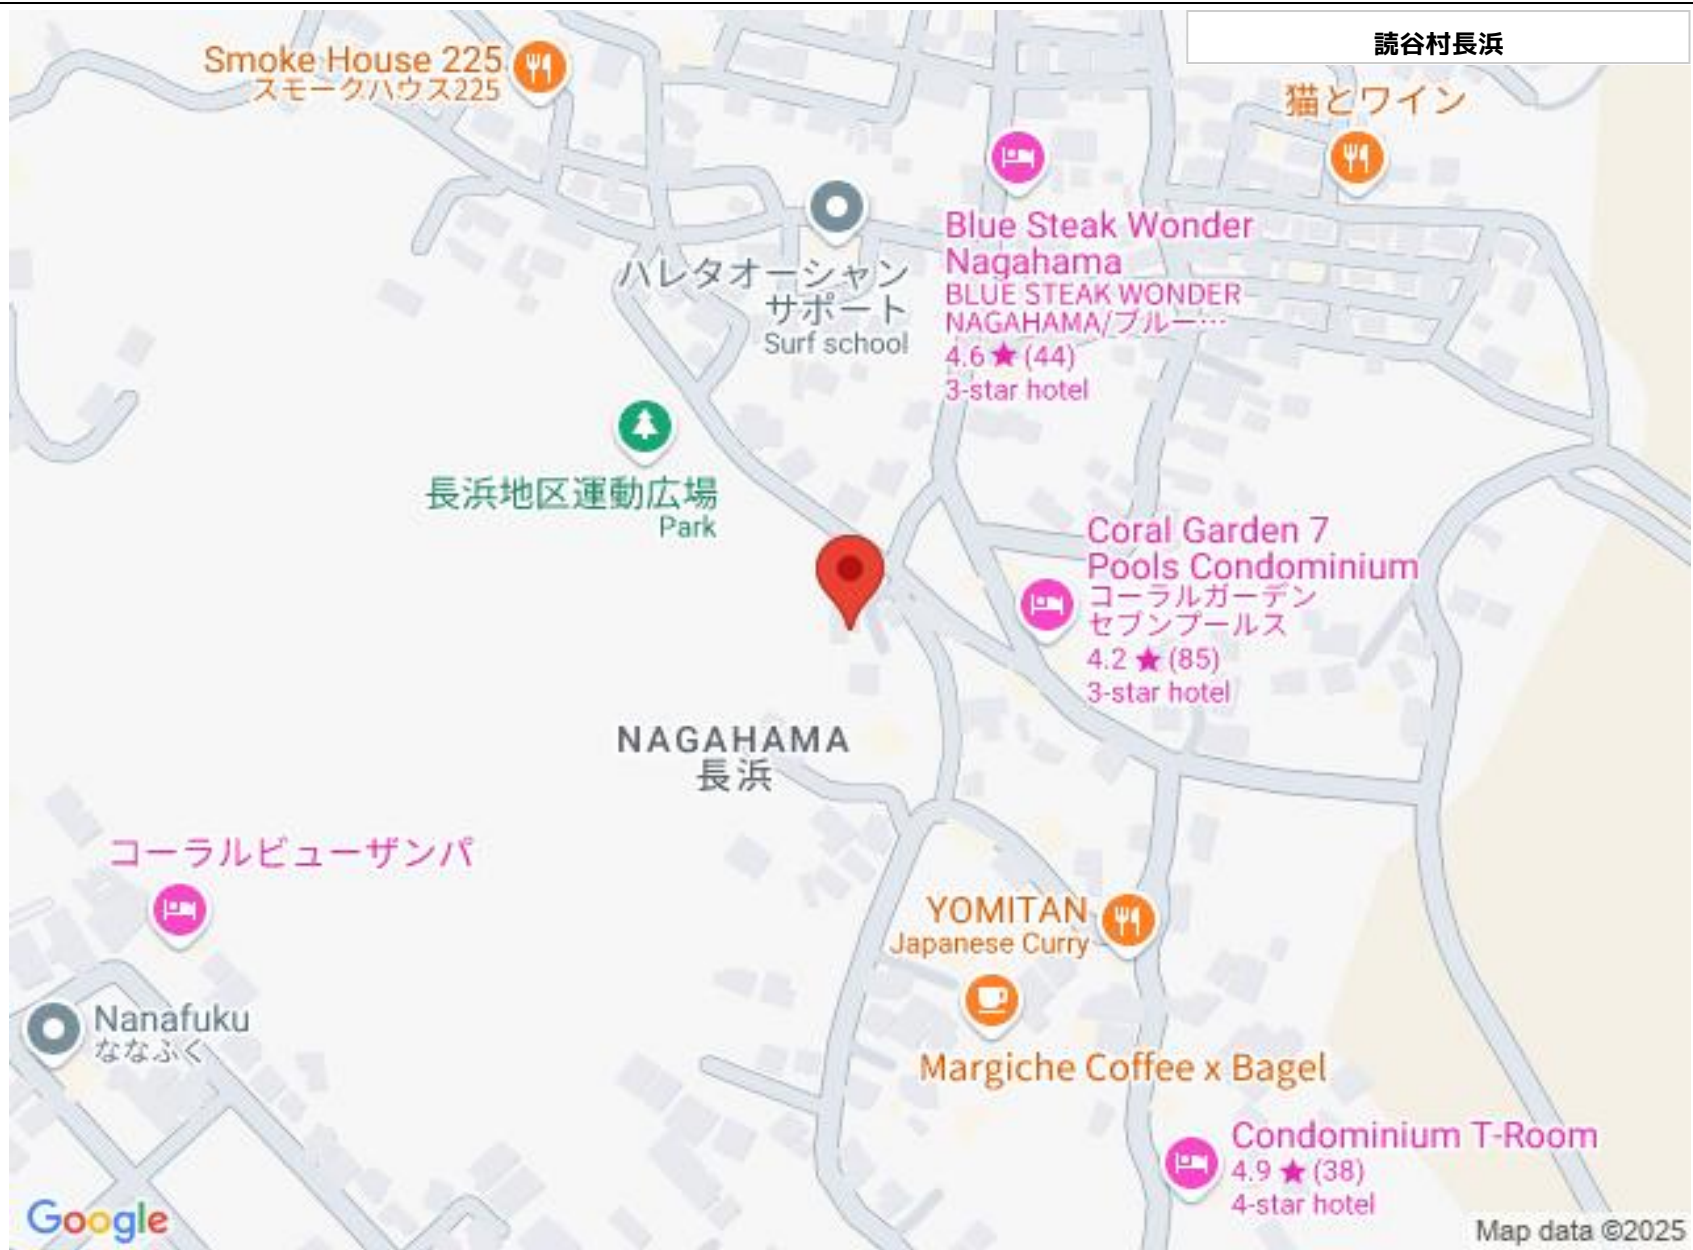 読谷村長浜
Smoke House 225
スモークハウス225
猫とワイン
ハレタオーシャン
サポート
Surf school
Blue Steak Wonder
Nagahama
BLUE STEAK WONDER
NAGAHAMA/ブルー…
4.6 ★ (44)
3-star hotel
長浜地区運動広場
Park
Coral Garden 7
Pools Condominium
コーラルガーデン
セブンプールス
4.2 ★ (85)
3-star hotel
NAGAHAMA
長浜
コーラルビューザンパ
YOMITAN
Japanese Curry
Nanafuku
ななふく
Margiche Coffee x Bagel
Condominium T-Room
4.9 ★ (38)
4-star hotel
Google
Map data ©2025